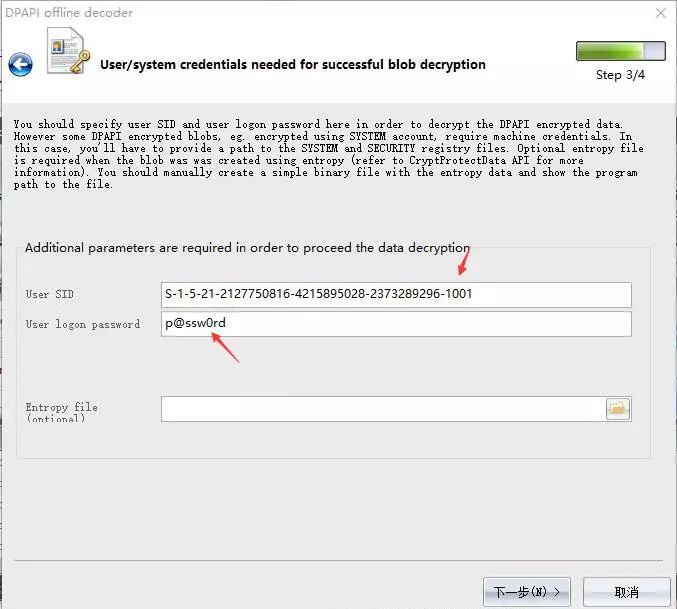 DPAPI offline decoder
User/system credentials needed for successful blob decryption
Step 3/4
You should specify user SID and user logon password here in order to decrypt the DPAPI encrypted data.
However some DPAPI encrypted blobs, eg. encrypted using SYSTEM account, require machine credentials. In
this case, you'll have to provide a path to the SYSTEM and SECURITY registry files. Optional entropy file
is required when the blob was was created using entropy (refer to CryptProtectData API for more
information). You should manually create a simple binary file with the entropy data and show the program
path to the file.
Additional parameters are required in order to proceed the data decryption
User SID
S-1-5-21-2127750816-4215895028-2373289296-1001
User logon password
p@ssw0rd
Entropy file
(optional)
下一步(N) >
取消